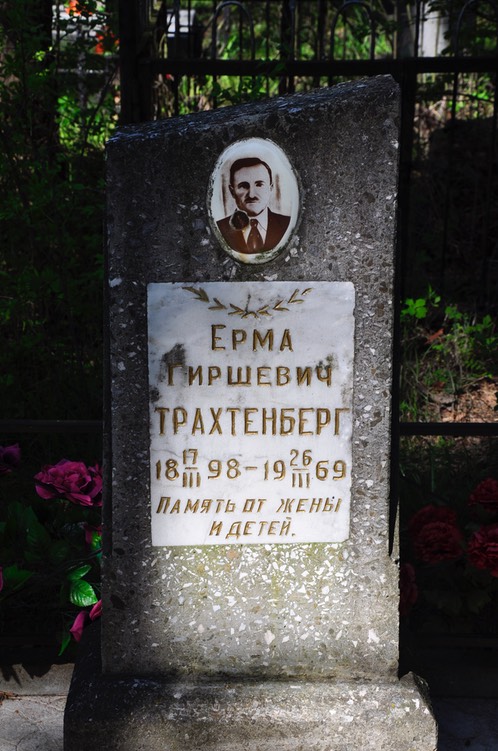 Ерма
Гиршевич
Трахтенберг
18 17/III 98 – 19 26/III 69
Память от жены
и детей.